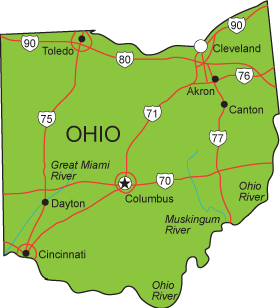 90
90
Toledo
Cleveland
80
76
Akron
71
Canton
75
OHIO
77
Great Miami
River
70
Ohio
River
Columbus
Dayton
Muskingum
River
Cincinnati
Ohio
River